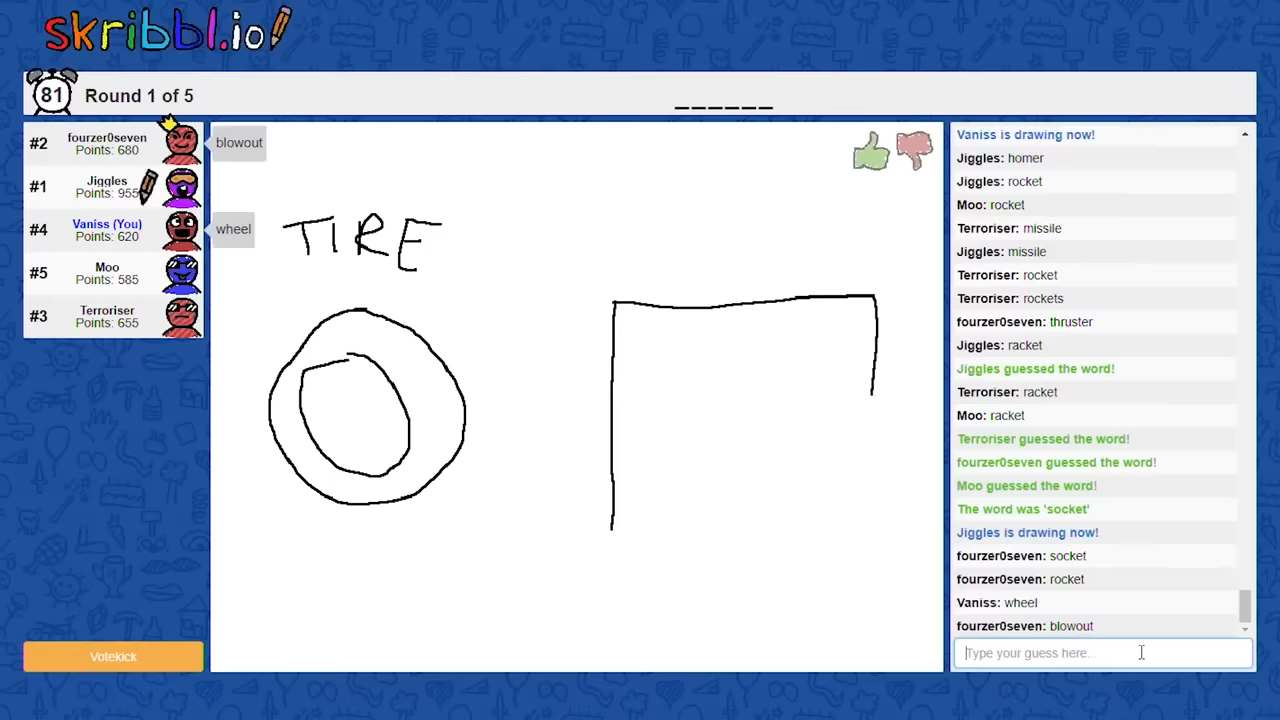 skribbl.io
81 Round 1 of 5 ______
#2 fourzer0seven Points: 680 blowout
#1 Jiggles Points: 955
#4 Vaniss (You) Points: 620 wheel
#5 Moo Points: 585
#3 Terroriser Points: 655
Votekick
TIRE
Vaniss is drawing now!
Jiggles: homer
Jiggles: rocket
Moo: rocket
Terroriser: missile
Jiggles: missile
Terroriser: rocket
Terroriser: rockets
fourzer0seven: thruster
Jiggles: racket
Jiggles guessed the word!
Terroriser: racket
Moo: racket
Terroriser guessed the word!
fourzer0seven guessed the word!
Moo guessed the word!
The word was 'socket'
Jiggles is drawing now!
fourzer0seven: socket
fourzer0seven: rocket
Vaniss: wheel
fourzer0seven: blowout
Type your guess here...